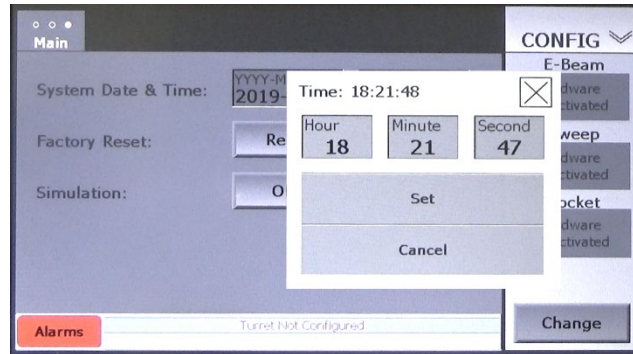 Main
CONFIG
E-Beam
System Date & Time:
YYYY-M
2019-
Time: 18:21:48
Hour
Minute
Second
18
21
47
dware
ctivated
weep
Factory Reset:
Re
dware
ctivated
Set
Simulation:
O
ocket
dware
ctivated
Cancel
Alarms
Turret Not Configured
Change